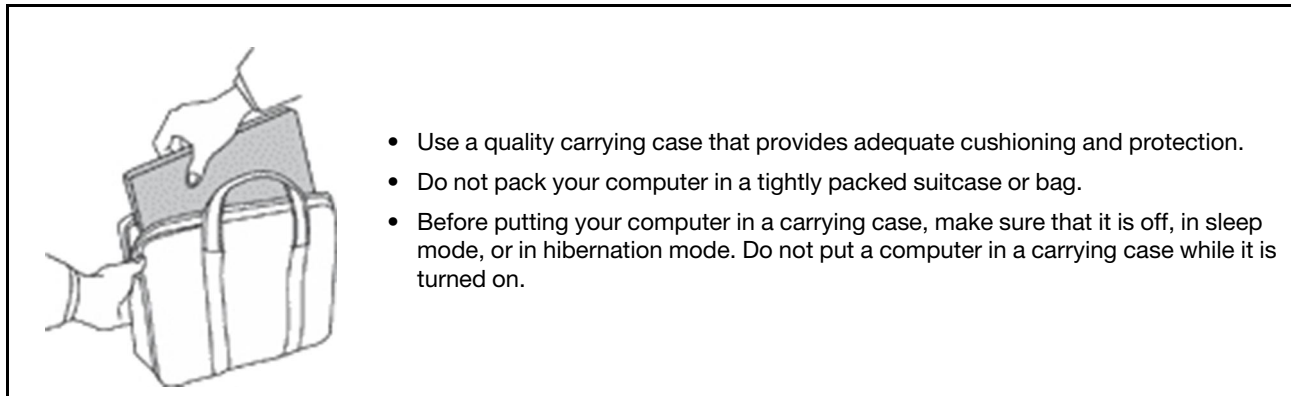 • Use a quality carrying case that provides adequate cushioning and protection.
• Do not pack your computer in a tightly packed suitcase or bag.
• Before putting your computer in a carrying case, make sure that it is off, in sleep
mode, or in hibernation mode. Do not put a computer in a carrying case while it is
turned on.